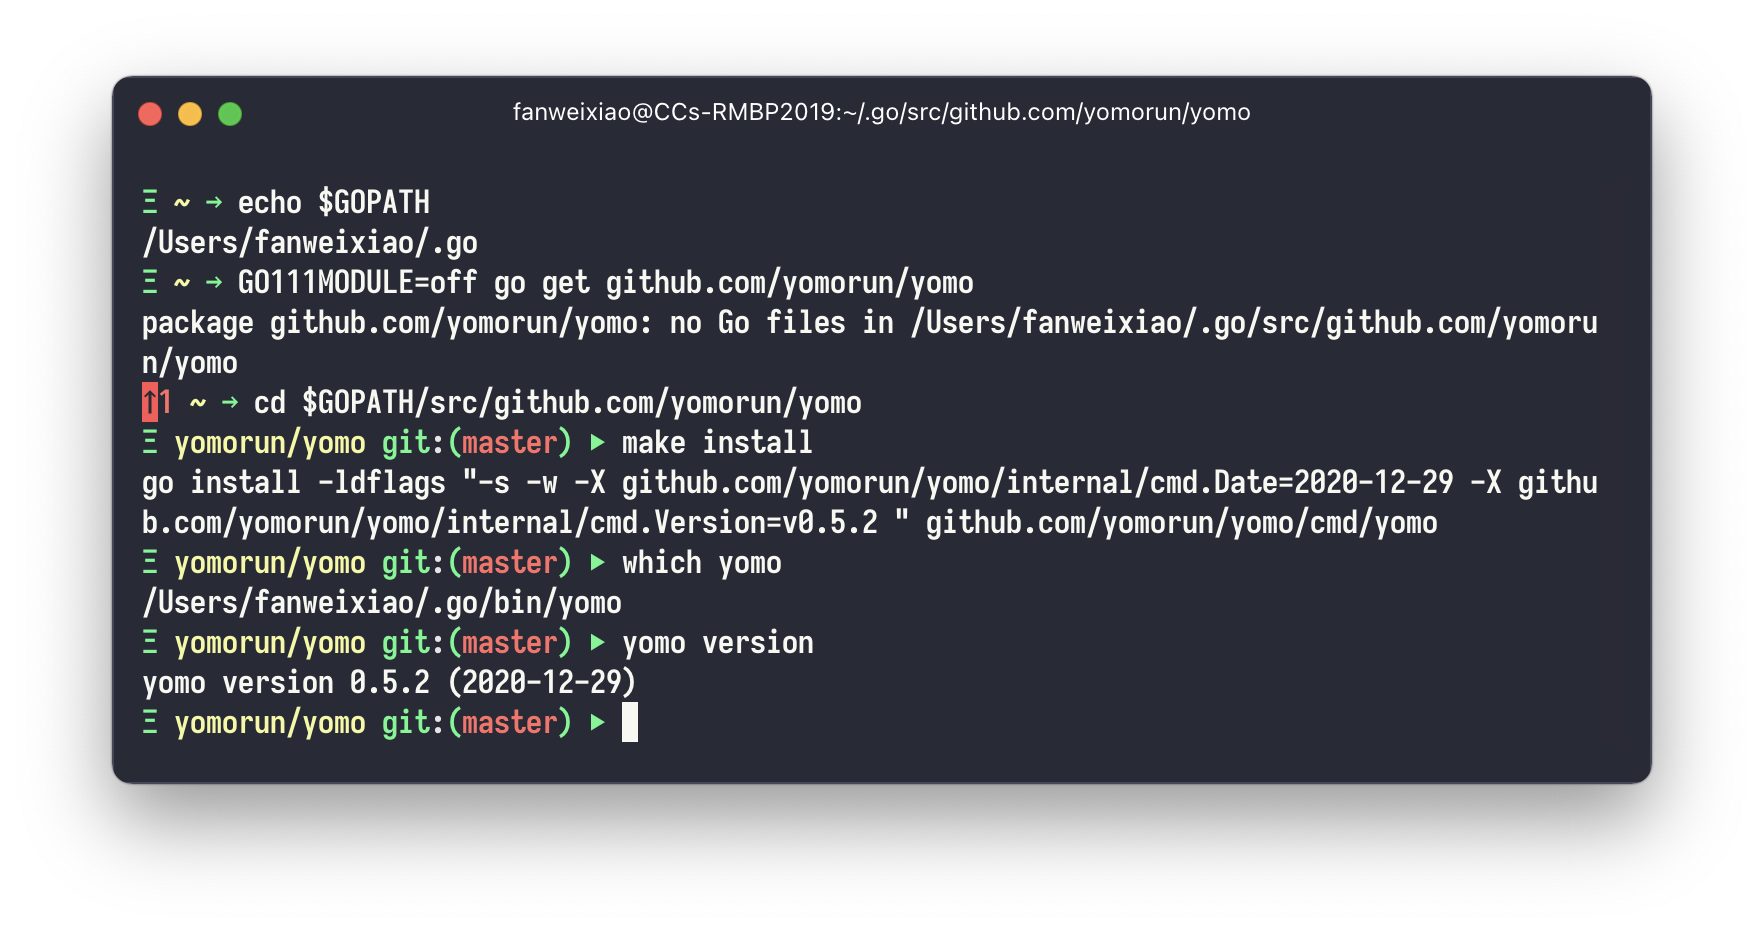 fanweixiao@CCs-RMBP2019:~/.go/src/github.com/yomorun/yomo
Ξ ~ → echo $GOPATH
/Users/fanweixiao/.go
Ξ ~ → GO111MODULE=off go get github.com/yomorun/yomo
package github.com/yomorun/yomo: no Go files in /Users/fanweixiao/.go/src/github.com/yomoru
n/yomo
↑1 ~ → cd $GOPATH/src/github.com/yomorun/yomo
Ξ yomorun/yomo git:(master) ▶ make install
go install -ldflags "-s -w -X github.com/yomorun/yomo/internal/cmd.Date=2020-12-29 -X githu
b.com/yomorun/yomo/internal/cmd.Version=v0.5.2 " github.com/yomorun/yomo/cmd/yomo
Ξ yomorun/yomo git:(master) ▶ which yomo
/Users/fanweixiao/.go/bin/yomo
Ξ yomorun/yomo git:(master) ▶ yomo version
yomo version 0.5.2 (2020-12-29)
Ξ yomorun/yomo git:(master) ▶